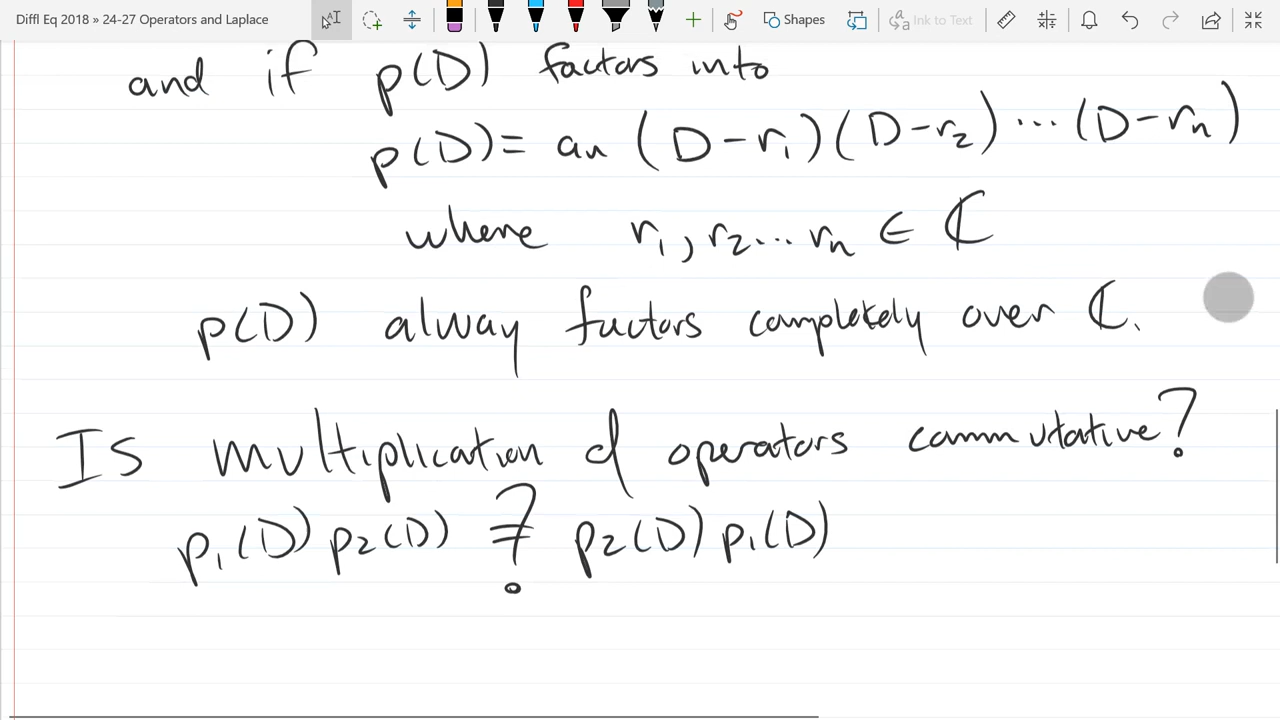 Diffl Eq 2018 » 24-27 Operators and Laplace
Shapes
Ink to Text
and if p(D) factors into
p(D) = an (D-r₁)(D-r₂)...(D-rₙ)
where r₁, r₂...rₙ ∈ ℂ
p(D) alway factors completely over ℂ.
Is multiplication of operators commutative?
p₁(D) p₂(D) =? p₂(D) p₁(D)